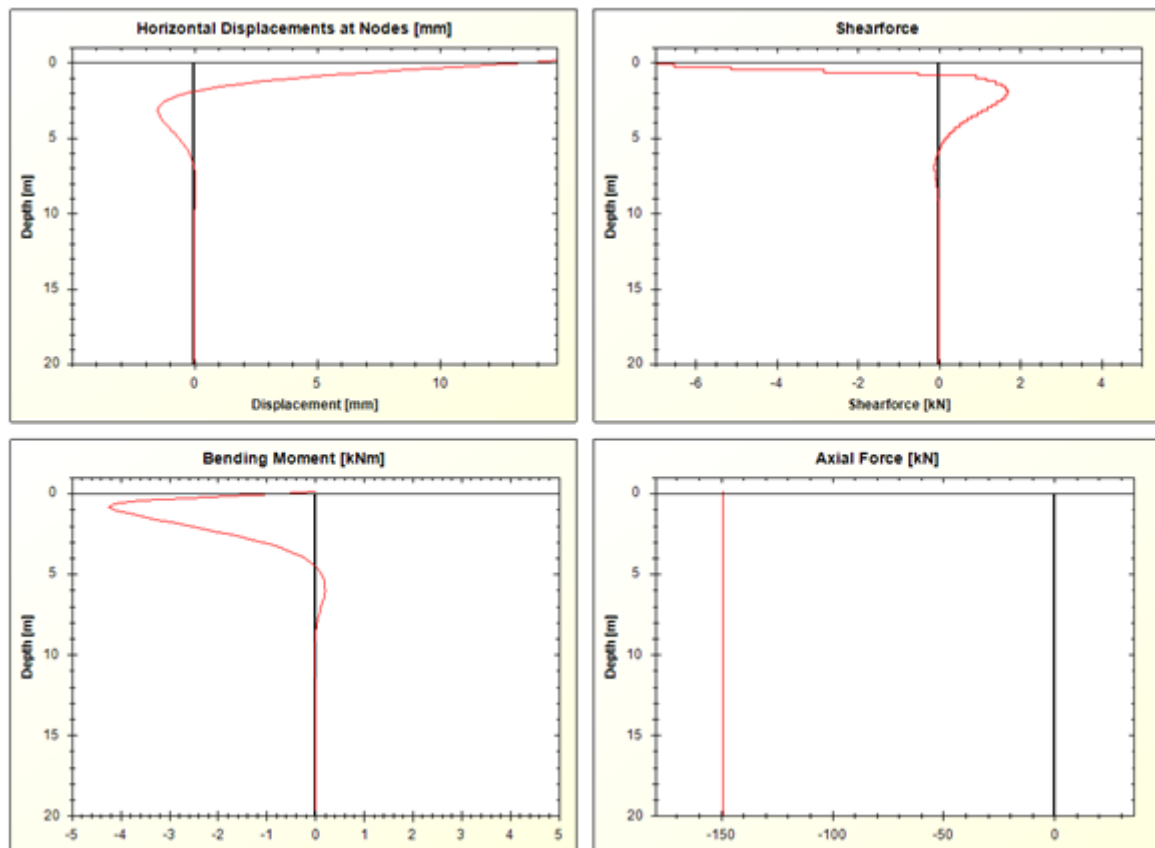 Horizontal Displacements at Nodes [mm]
0
5
10
15
20
Depth [m]
0 5 10
Displacement [mm]
Shearforce
0
5
10
15
20
Depth [m]
-6 -4 -2 0 2 4
Shearforce [kN]
Bending Moment [kNm]
0
5
10
15
20
Depth [m]
-5 -4 -3 -2 -1 0 1 2 3 4 5
Axial Force [kN]
0
5
10
15
20
Depth [m]
-150 -100 -50 0